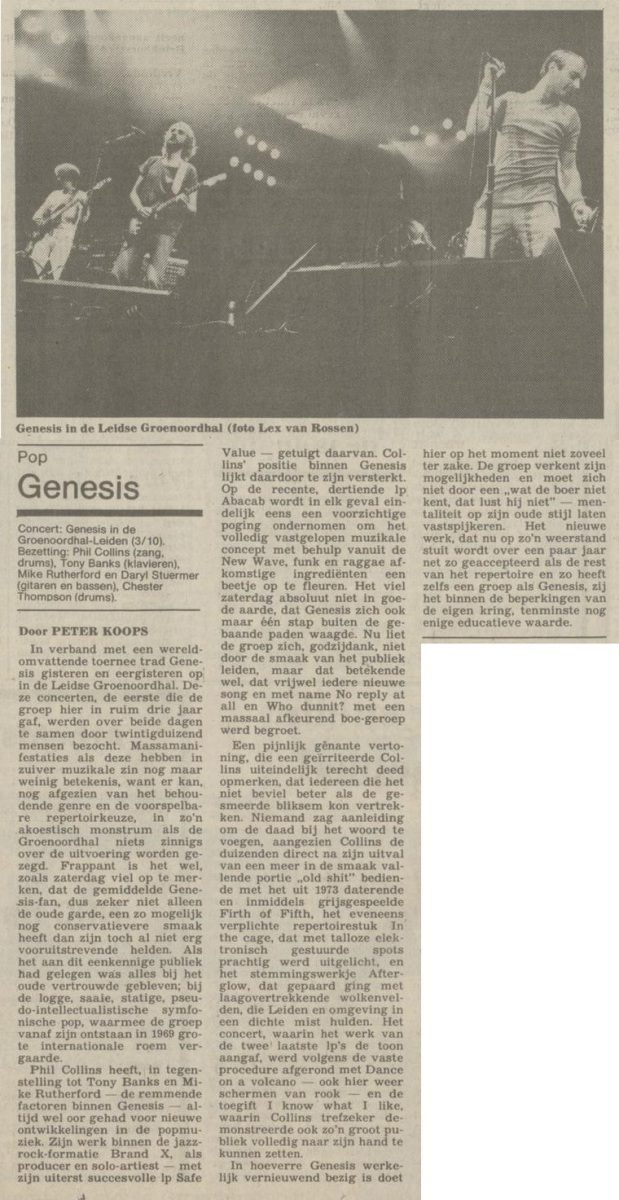 Genesis in de Leidse Groenoordhal (foto Lex van Rossen)
Pop
Genesis
Concert: Genesis in de
Groenoordhal-Leiden (3/10).
Bezetting: Phil Collins (zang,
drums), Tony Banks (klavieren),
Mike Rutherford en Daryl Stuermer
(gitaren en bassen), Chester
Thompson (drums).
Door PETER KOOPS
In verband met een wereld-
omvattende toernee trad Gene-
sis gisteren en eergisteren op
in de Leidse Groenoordhal. De-
ze concerten, de eerste die de
groep hier in ruim drie jaar
gaf, werden over beide dagen
te samen door twintigduizend
mensen bezocht. Massamani-
festaties als deze hebben in
zuiver muzikale zin nog maar
weinig betekenis, want er kan,
nog afgezien van het behou-
dende genre en de voorspelba-
re repertoirkeuze, in zo'n
akoestisch monstrum als de
Groenoordhal niets zinnigs
over de uitvoering worden ge-
zegd. Frappant is het wel,
zoals zaterdag viel op te mer-
ken, dat de gemiddelde Gene-
sis-fan, dus zeker niet alleen
de oude garde, een zo mogelijk
nog conservatievere smaak
heeft dan zijn toch al niet erg
vooruitstrevende helden. Als
het aan dit eenkennige publiek
had gelegen was alles bij het
oude vertrouwde gebleven; bij
de logge, saaie, statige, pseu-
do-intellectualistische symfo-
nische pop, waarmee de groep
vanaf zijn ontstaan in 1969 gro-
te internationale roem ver-
gaarde.
Phil Collins heeft, in tegen-
stelling tot Tony Banks en Mi-
ke Rutherford — de remmende
factoren binnen Genesis — al-
tijd wel oor gehad voor nieuwe
ontwikkelingen in de popmu-
ziek. Zijn werk binnen de jazz-
rock-formatie Brand X, als
producer en solo-artiest — met
zijn uiterst succesvolle lp Safe
Value — getuigt daarvan. Col-
lins' positie binnen Genesis
lijkt daardoor te zijn versterkt.
Op de recente, dertiende lp
Abacab wordt in elk geval ein-
delijk eens een voorzichtige
poging ondernomen om het
volledig vastgelopen muzikale
concept met behulp vanuit de
New Wave, funk en raggae af-
komstige ingrediënten een
beetje op te fleuren. Het viel
zaterdag absoluut niet in goe-
de aarde, dat Genesis zich ook
maar één stap buiten de ge-
baande paden waagde. Nu liet
de groep zich, godzijdank, niet
door de smaak van het publiek
leiden, maar dat betekende
wel, dat vrijwel iedere nieuwe
song en met name No reply at
all en Who dunnit? met een
massaal afkeurend boe-geroep
werd begroet.
Een pijnlijk gênante verto-
ning, die een geïrriteerde Col-
lins uiteindelijk terecht deed
opmerken, dat iedereen die het
niet beviel beter als de ge-
smeerde bliksem kon vertrek-
ken. Niemand zag aanleiding
om de daad bij het woord te
voegen, aangezien Collins de
duizenden direct na zijn uitval
van een meer in de smaak val-
lende portie „old shit" bedien-
de met het uit 1973 daterende
en inmiddels grijsgespeelde
Firth of Fifth, het eveneens
verplichte repertoirestuk In
the cage, dat met talloze elek-
tronisch gestuurde spots
prachtig werd uitgelicht, en
het stemmingswerkje After-
glow, dat gepaard ging met
laagovertrekkende wolkenvel-
den, die Leiden en omgeving in
een dichte mist hulden. Het
concert, waarin het werk van
de twee laatste lp's de toon
aangaf, werd volgens de vaste
procedure afgerond met Dance
on a volcano — ook hier weer
schermen van rook — en de
toegift I know what I like,
waarin Collins trefzeker de-
monstreerde ook zo'n groot pu-
bliek volledig naar zijn hand te
kunnen zetten.
In hoeverre Genesis werke-
lijk vernieuwend bezig is doet
hier op het moment niet zoveel
ter zake. De groep verkent zijn
mogelijkheden en moet zich
niet door een „wat de boer niet
kent, dat lust hij niet" — men-
taliteit op zijn oude stijl laten
vastspijkeren. Het nieuwe
werk, dat nu op zo'n weerstand
stuit wordt over een paar jaar
net zo geaccepteerd als de rest
van het repertoire en zo heeft
zelfs een groep als Genesis, zij
het binnen de beperkingen van
de eigen kring, tenminste nog
enige educatieve waarde.